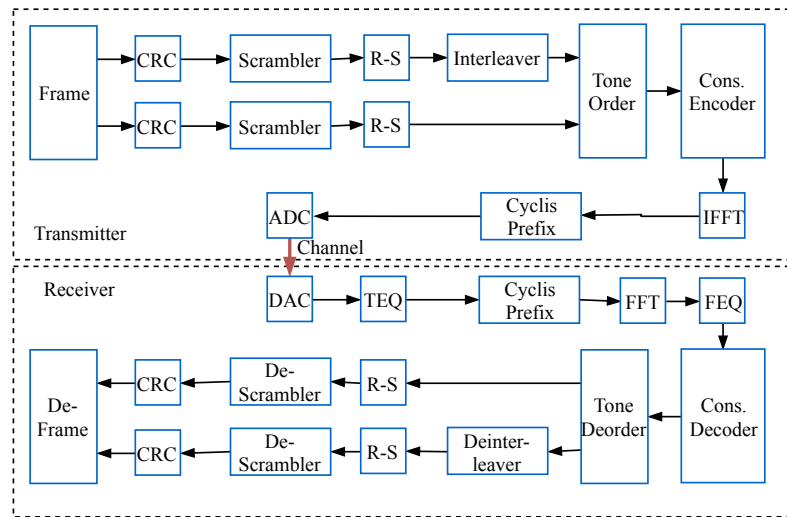 Frame
CRC
Scrambler
R-S
Interleaver
Tone
Order
Cons.
Encoder
CRC
Scrambler
R-S
Transmitter
ADC
Cyclis
Prefix
IFFT
Channel
Receiver
DAC
TEQ
Cyclis
Prefix
FFT
FEQ
De-
Frame
CRC
De-
Scrambler
R-S
Tone
Deorder
Cons.
Decoder
CRC
De-
Scrambler
R-S
Deinter-
leaver